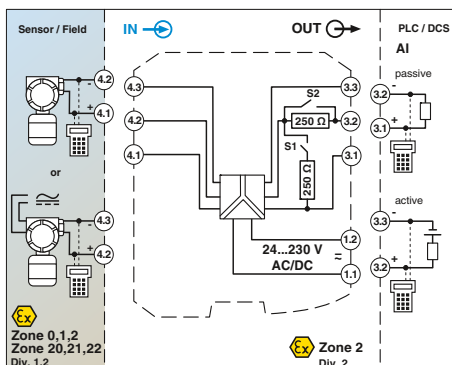 Sensor / Field
IN
OUT
PLC / DCS
AI
passive
4.2
-
+
4.1
or
4.3
-
+
4.2
Ex
Zone 0,1,2
Zone 20,21,22
Div. 1,2
4.3
4.2
4.1
S2
250 Ω
S1
250 Ω
3.3
3.2
3.1
24...230 V
AC/DC
1.2
=
1.1
Ex
Zone 2
Div. 2
3.2
-
3.1
+
active
3.3
-
3.2
+